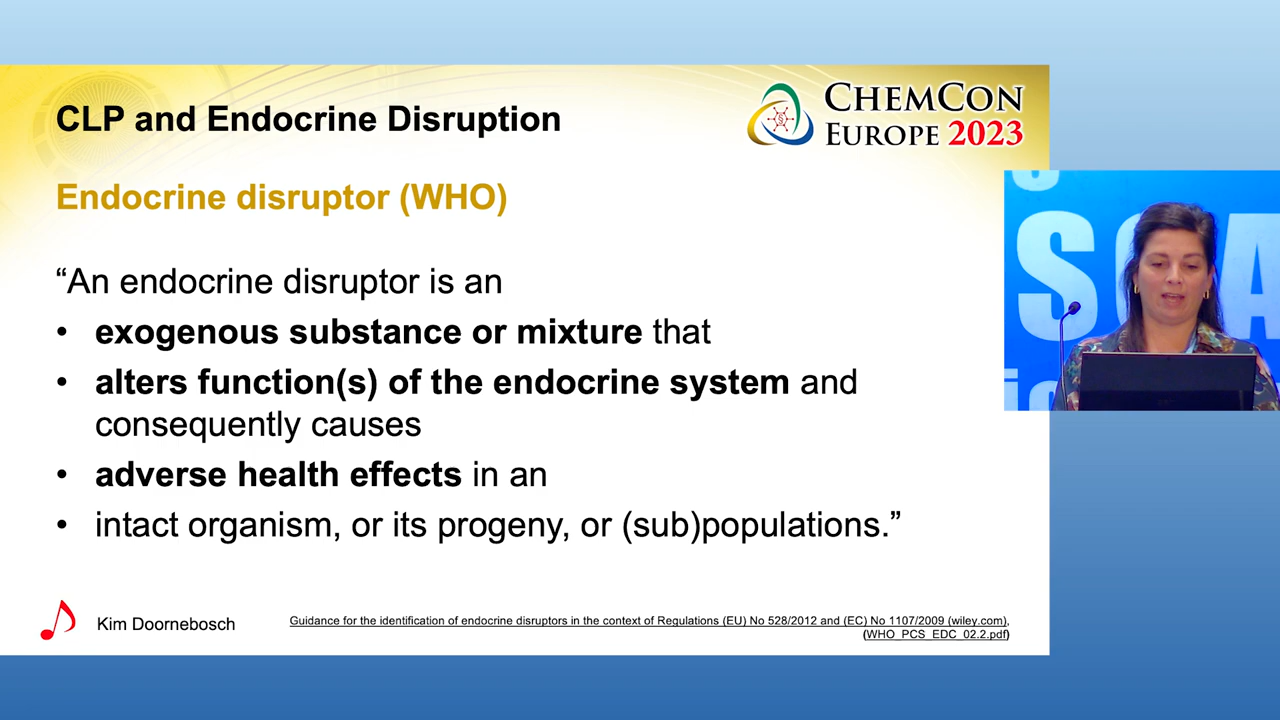 CLP and Endocrine Disruption
CHEMCON
EUROPE 2023
Endocrine disruptor (WHO)
“An endocrine disruptor is an
• exogenous substance or mixture that
• alters function(s) of the endocrine system and
consequently causes
• adverse health effects in an
• intact organism, or its progeny, or (sub)populations.”
Kim Doornebosch
Guidance for the identification of endocrine disruptors in the context of Regulations (EU) No 528/2012 and (EC) No 1107/2009 (wiley.com),
(WHO_PCS_EDC_02.2.pdf)